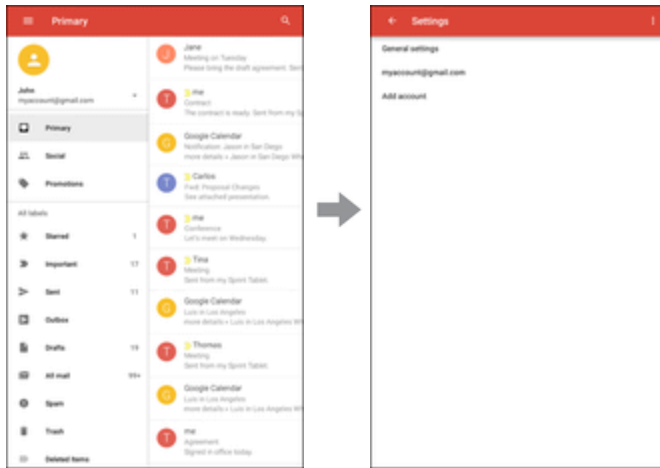 Primary
John
myaccount@gmail.com
Primary
Social
Promotions
All labels
Starred 1
Important 17
Sent 11
Outbox
Drafts 19
All mail 99+
Spam
Trash
Deleted Items
J
Jane
Meeting on Tuesday
Please bring the draft agreement. Sent
T
me
Contract
The contract is ready. Sent from my Sp
G
Google Calendar
Notification: Jason in San Diego
more details » Jason in San Diego Whe
T
Carlos
Fwd: Proposal Changes
See attached presentation.
T
me
Conference
Let's meet on Wednesday.
T
Tina
Meeting
Sent from my Sprint Tablet.
G
Google Calendar
Luis in Los Angeles
more details » Luis in Los Angeles Wh
T
Thomas
Meeting
Sent from my Sprint Tablet.
G
Google Calendar
Luis in Los Angeles
more details » Luis in Los Angeles Wh
T
me
Agreement
Signed in office today.
Settings
General settings
myaccount@gmail.com
Add account